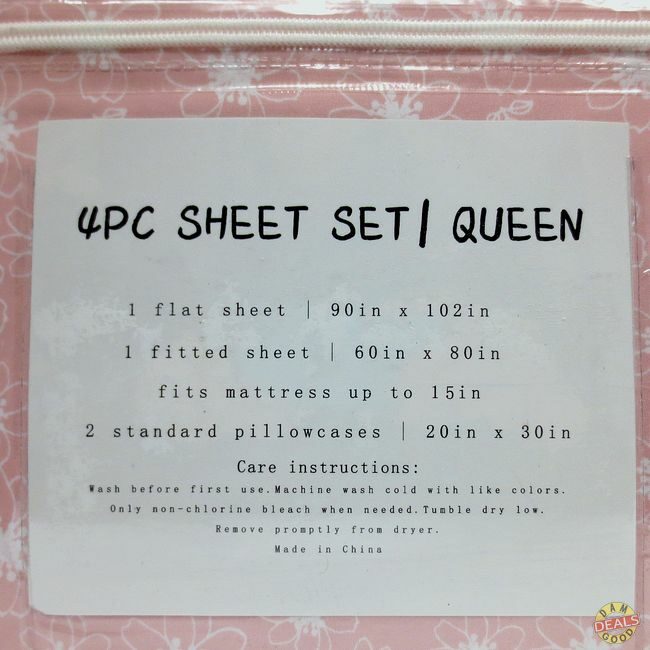 4PC SHEET SET | QUEEN
1 flat sheet | 90in x 102in
1 fitted sheet | 60in x 80in
fits mattress up to 15in
2 standard pillowcases | 20in x 30in
Care instructions:
Wash before first use.Machine wash cold with like colors.
Only non-chlorine bleach when needed.Tumble dry low.
Remove promptly from dryer.
Made in China
DAM
DEALS
GOOD